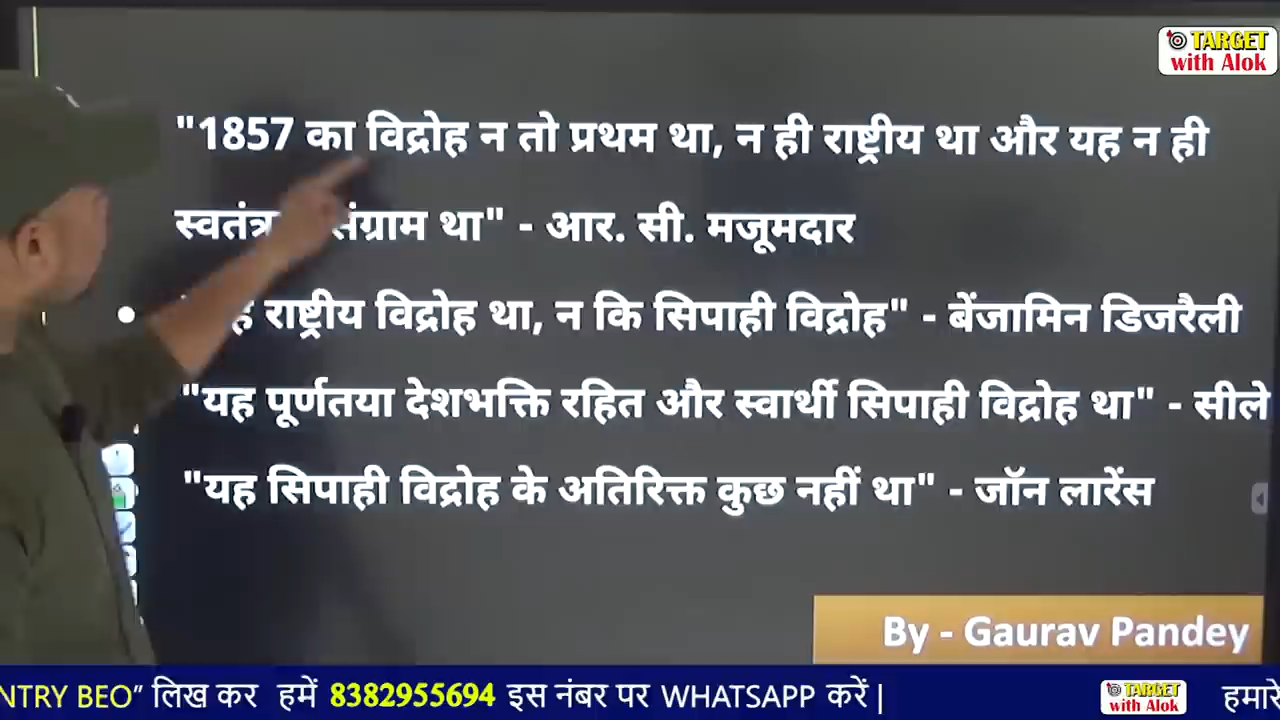 TARGET
with Alok
"1857 का विद्रोह न तो प्रथम था, न ही राष्ट्रीय था और यह न ही
संग्राम था" - आर. सी. मजूमदार
राष्ट्रीय विद्रोह था, न कि सिपाही विद्रोह" - बेंजामिन डिजरैली
"यह पूर्णतया देशभक्ति रहित और स्वार्थी सिपाही विद्रोह था" - सीले
"यह सिपाही विद्रोह के अतिरिक्त कुछ नहीं था" - जॉन लारेंस
By - Gaurav Pandey
NTRY BEO” लिख कर हमें 8382955694 इस नंबर पर WHATSAPP करें |
TARGET
with Alok
हमारे